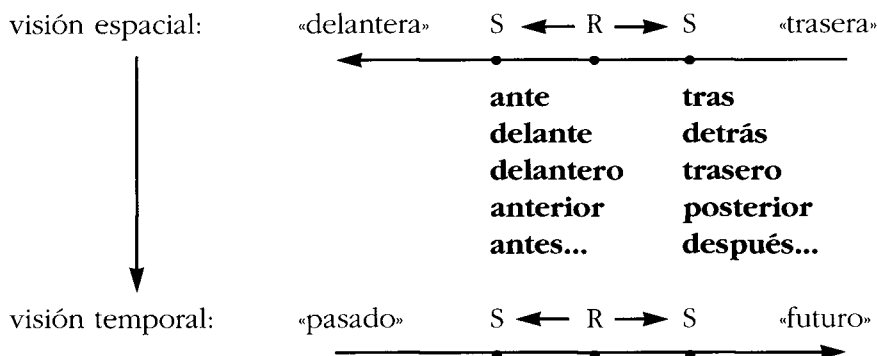 visión espacial: «delantera» S R S «trasera»
ante tras
delante detrás
delantero trasero
anterior posterior
antes... después...
visión temporal: «pasado» S R S «futuro»